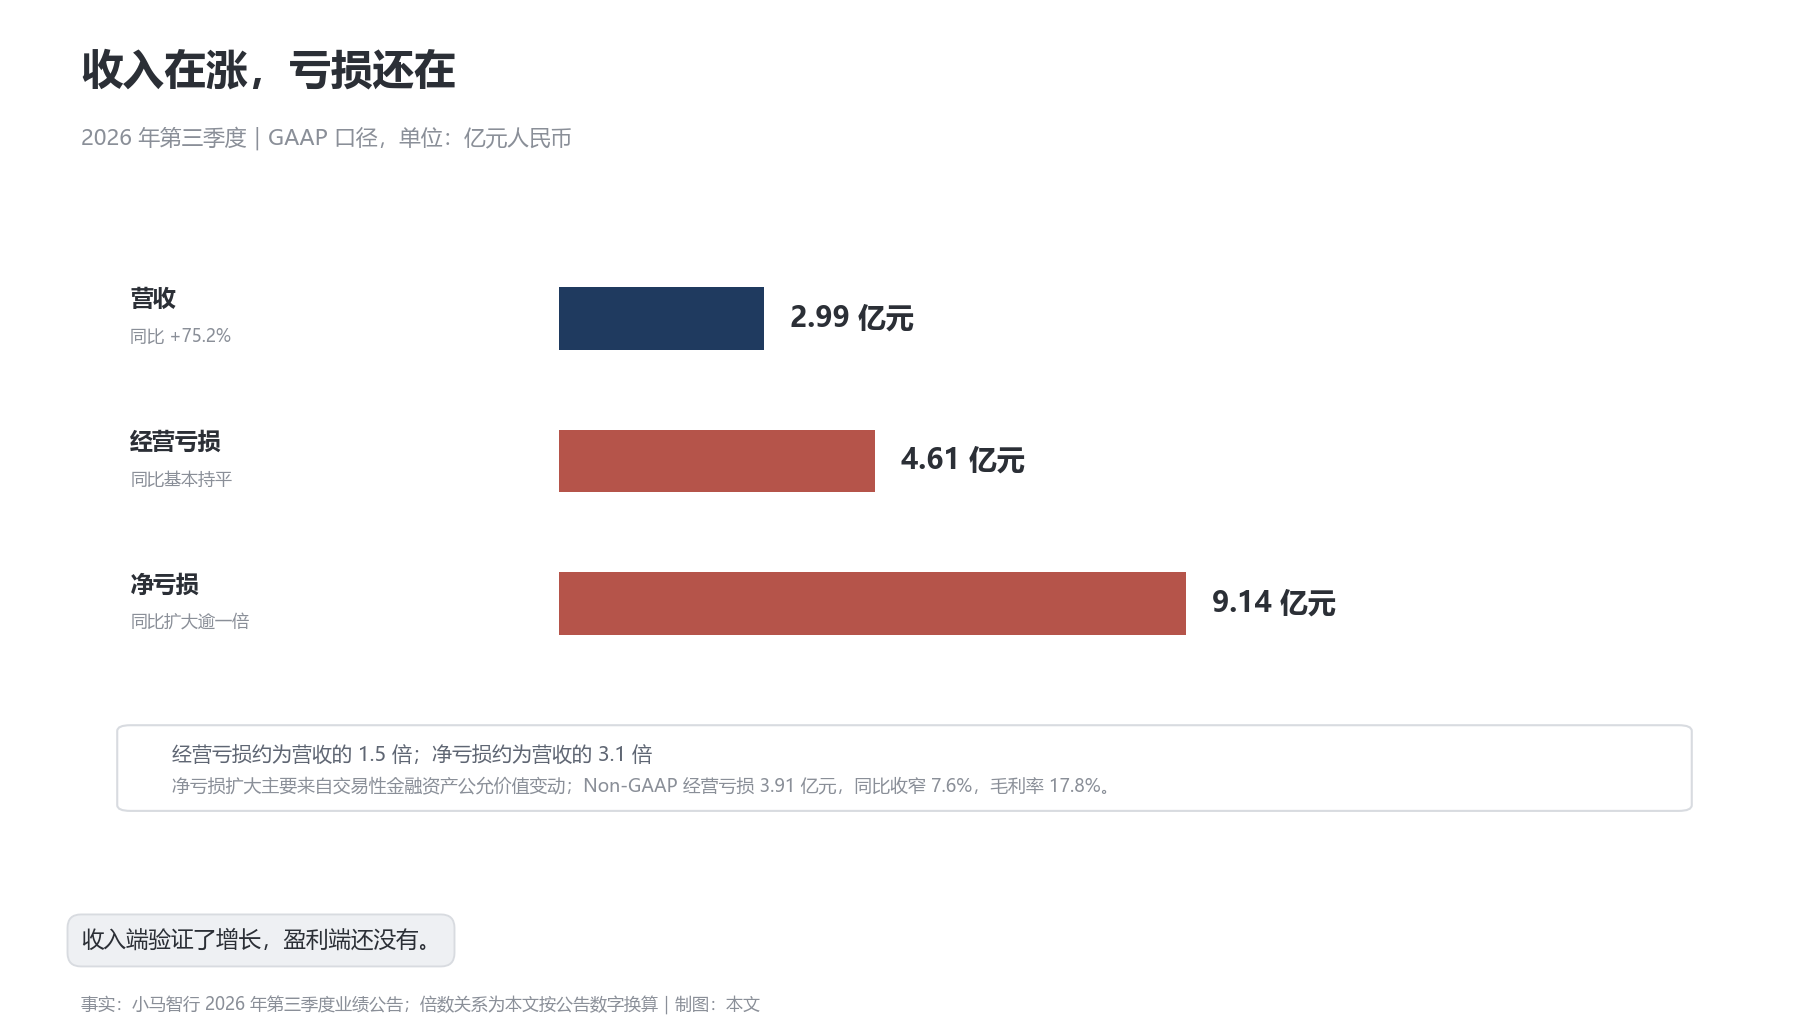 收入在涨，亏损还在
2026 年第三季度 | GAAP 口径，单位：亿元人民币
营收
同比 +75.2%
2.99 亿元
经营亏损
同比基本持平
4.61 亿元
净亏损
同比扩大逾一倍
9.14 亿元
经营亏损约为营收的 1.5 倍；净亏损约为营收的 3.1 倍
净亏损扩大主要来自交易性金融资产公允价值变动；Non-GAAP 经营亏损 3.91 亿元，同比收窄 7.6%，毛利率 17.8%。
收入端验证了增长，盈利端还没有。
事实：小马智行 2026 年第三季度业绩公告；倍数关系为本文按公告数字换算 | 制图：本文